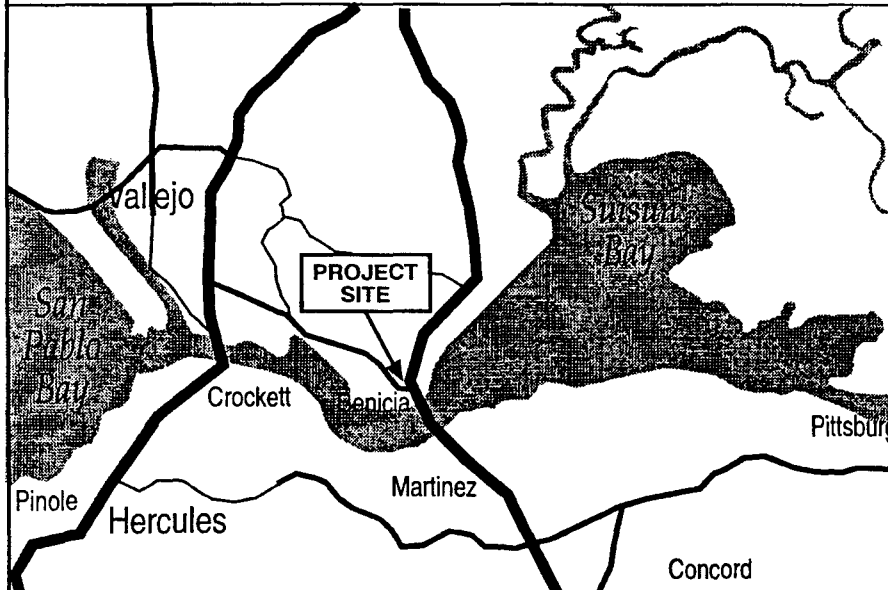 Vallejo
Suisun
Bay
PROJECT
SITE
San
Pablo
Bay
Crockett
Benicia
Pittsburg
Pinole
Hercules
Martinez
Concord